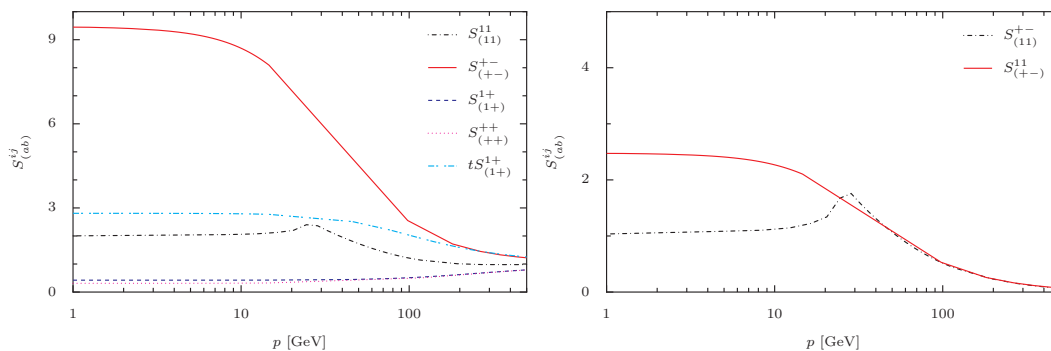 9
6
3
0
1
10
100
p [GeV]
S^{ij}_{(ab)}
S^{11}_{(11)}
S^{+-}_{(+-)}
S^{1+}_{(1+)}
S^{++}_{(++)}
tS^{1+}_{(1+)}
4
2
0
1
10
100
p [GeV]
S^{ij}_{(ab)}
S^{+-}_{(11)}
S^{11}_{(+-)}